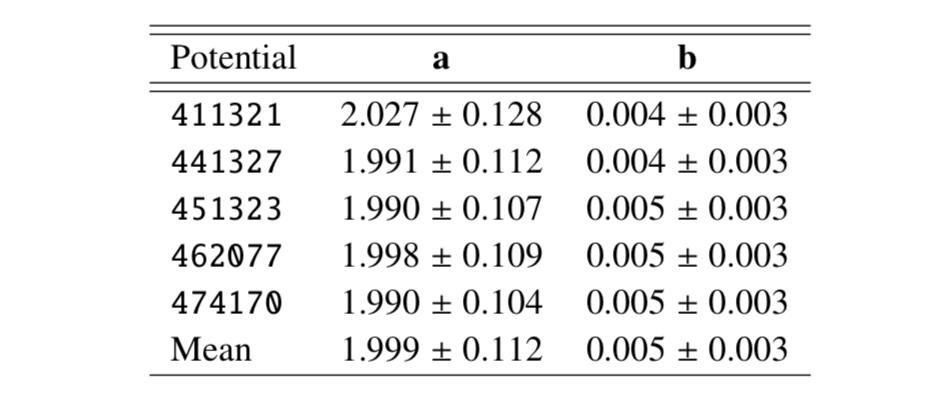 Potential a b
411321 2.027 ± 0.128 0.004 ± 0.003
441327 1.991 ± 0.112 0.004 ± 0.003
451323 1.990 ± 0.107 0.005 ± 0.003
462077 1.998 ± 0.109 0.005 ± 0.003
474170 1.990 ± 0.104 0.005 ± 0.003
Mean 1.999 ± 0.112 0.005 ± 0.003